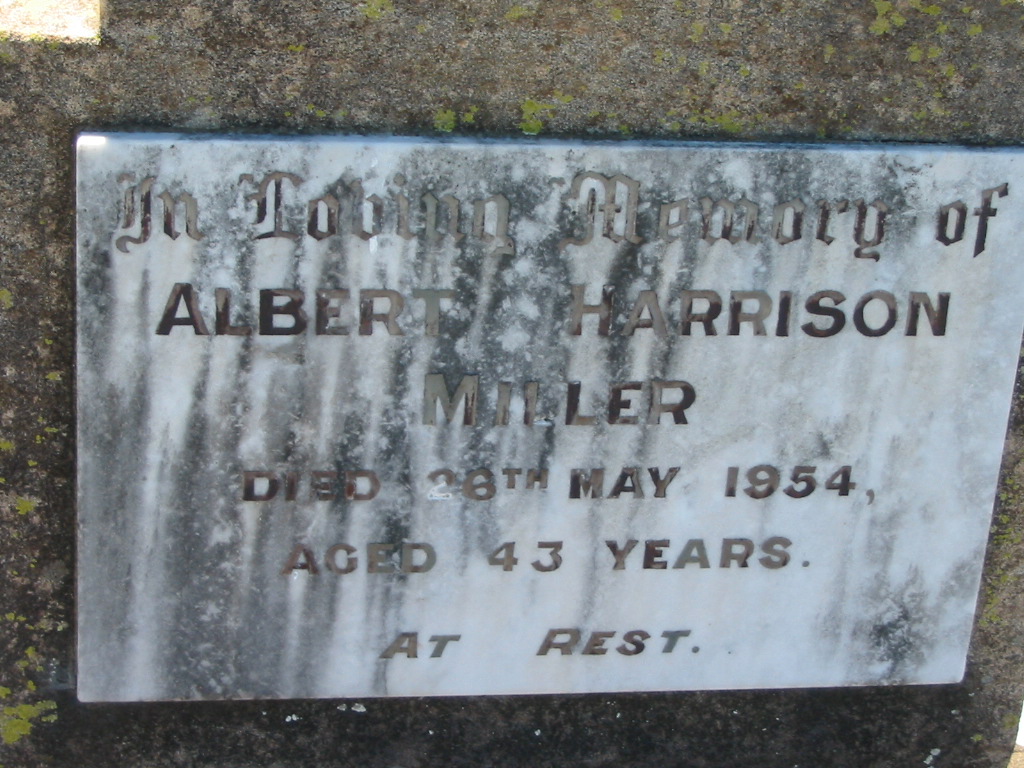 In Loving Memory of
ALBERT HARRISON
MILLER
DIED 26TH MAY 1954,
AGED 43 YEARS.
AT REST.